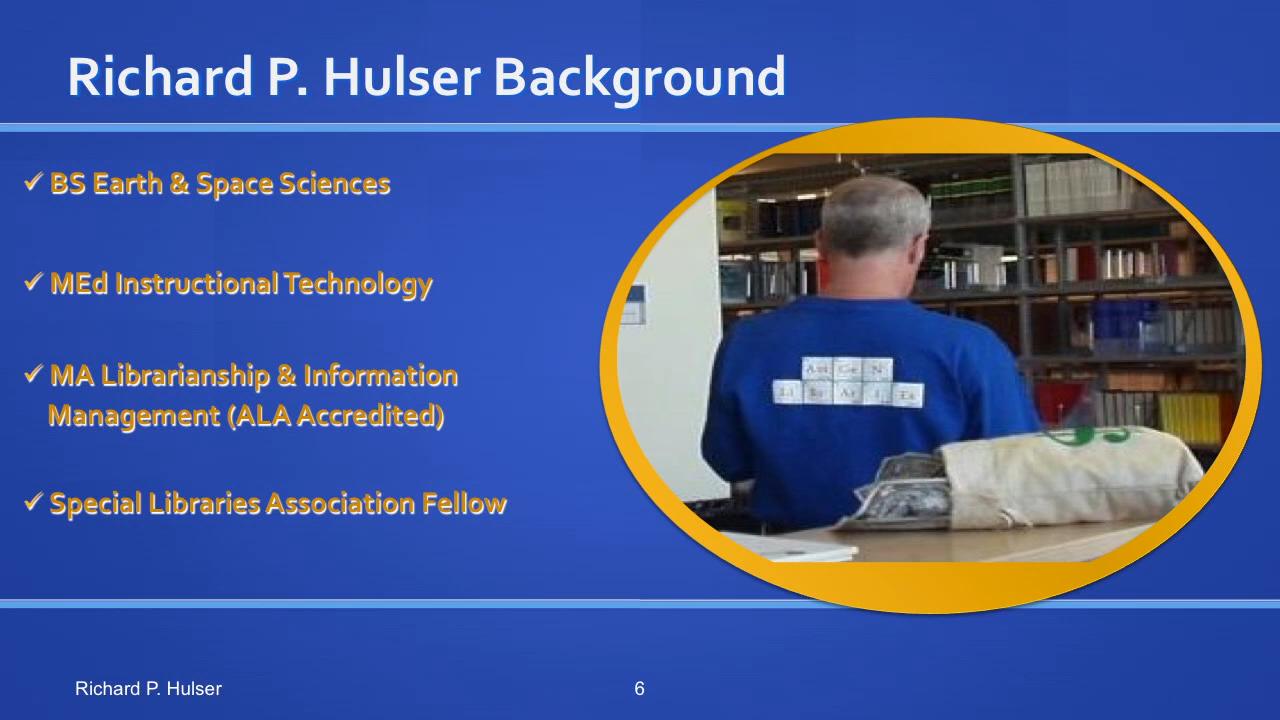 Richard P. Hulser Background
✓ BS Earth & Space Sciences
✓ MEd Instructional Technology
✓ MA Librarianship & Information
Management (ALA Accredited)
✓ Special Libraries Association Fellow
Richard P. Hulser
6